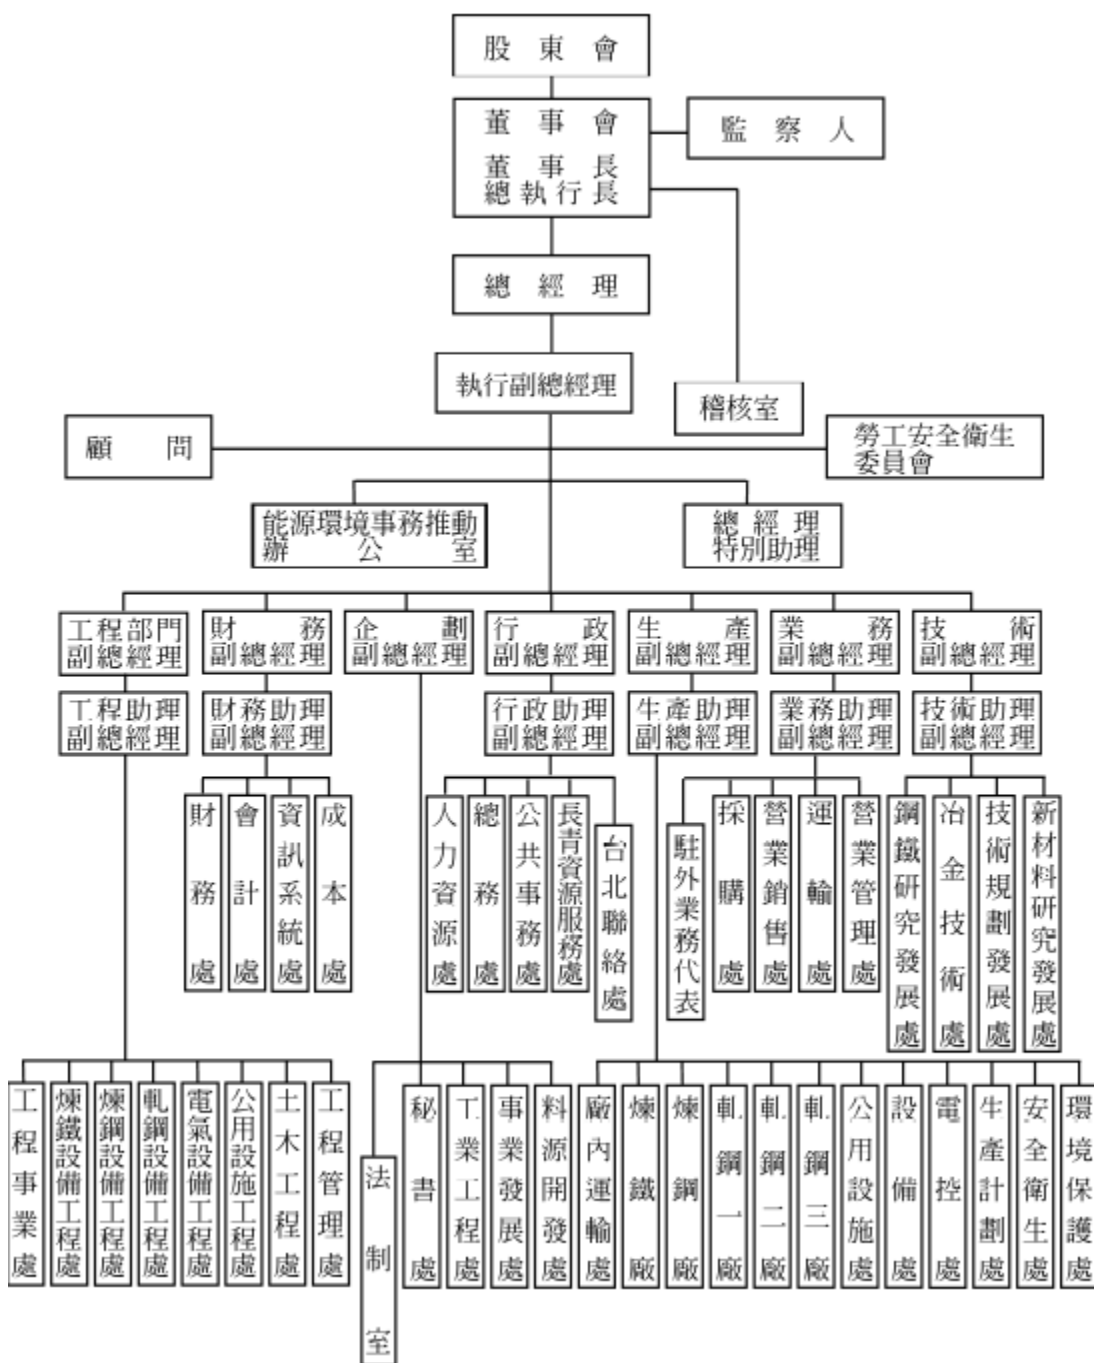 股東會
董事會
董事長
總執行長
監察人
總經理
執行副總經理
稽核室
顧問
勞工安全衛生
委員會
能源環境事務推動
辦公室
總經理
特別助理
工程部門
副總經理
財務
副總經理
企劃
副總經理
行政
副總經理
生產
副總經理
業務
副總經理
技術
副總經理
工程助理
副總經理
財務助理
副總經理
行政助理
副總經理
生產助理
副總經理
業務助理
副總經理
技術助理
副總經理
財務處
會計處
資訊系統處
成本處
人力資源處
總務處
公共事務處
長青資源服務處
台北聯絡處
駐外業務代表
採購處
營業銷售處
運輸處
營業管理處
鋼鐵研究發展處
冶金技術處
技術規劃發展處
新材料研究發展處
工程事業處
煉鐵設備工程處
煉鋼設備工程處
軋鋼設備工程處
電氣設備工程處
公用設施工程處
土木工程處
工程管理處
法制室
秘書處
工業工程處
事業發展處
料源開發處
廠內運輸處
煉鐵廠
煉鋼廠
軋鋼一廠
軋鋼二廠
軋鋼三廠
公用設施處
設備處
電控處
生產計劃處
安全衛生處
環境保護處